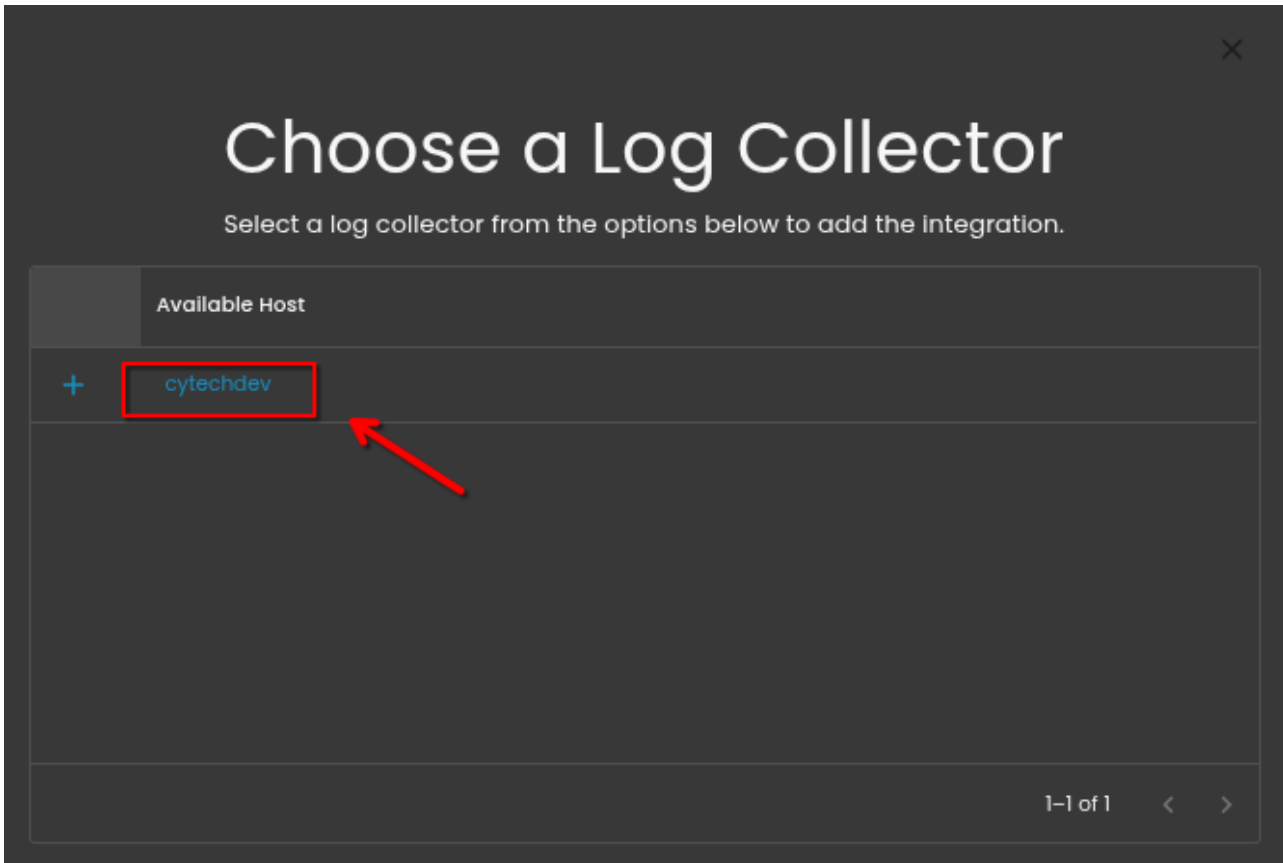 Choose a Log Collector
Select a log collector from the options below to add the integration.
Available Host
cytechdev
1–1 of 1